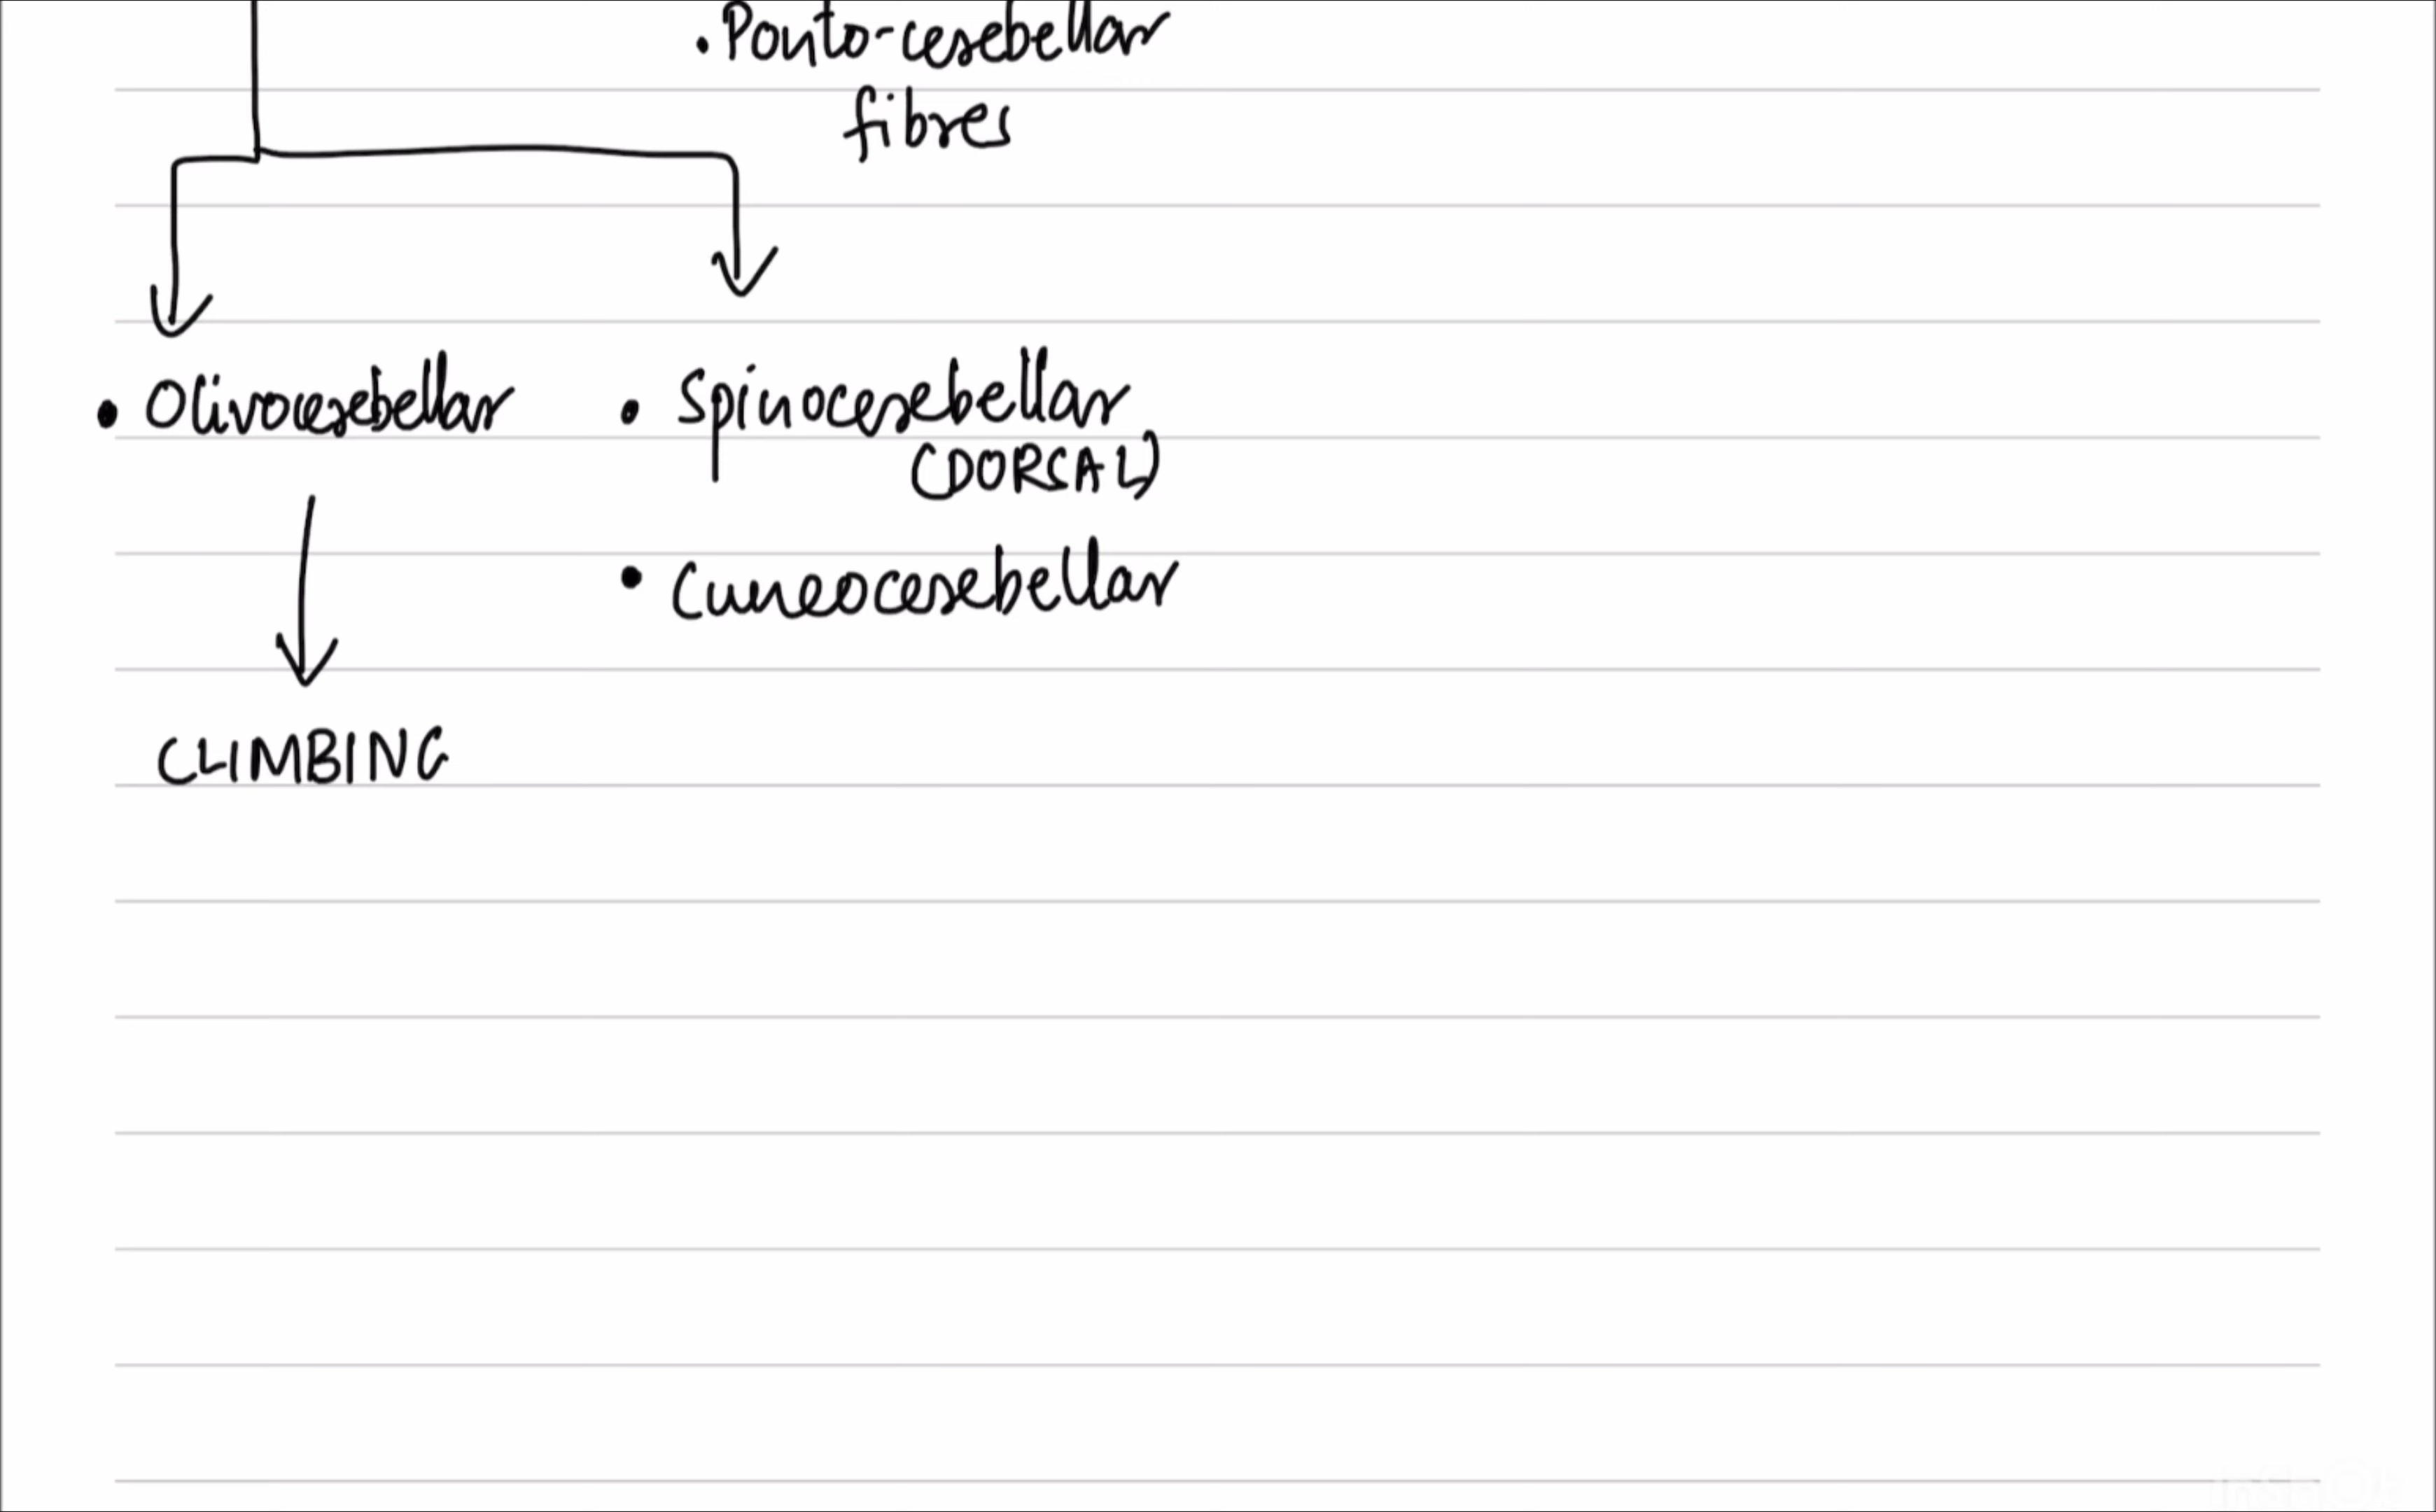 • Ponto-cerebellar
fibres
• Olivocerebellar • Spinocerebellar
(DORSAL)
• Cuneocerebellar
CLIMBING